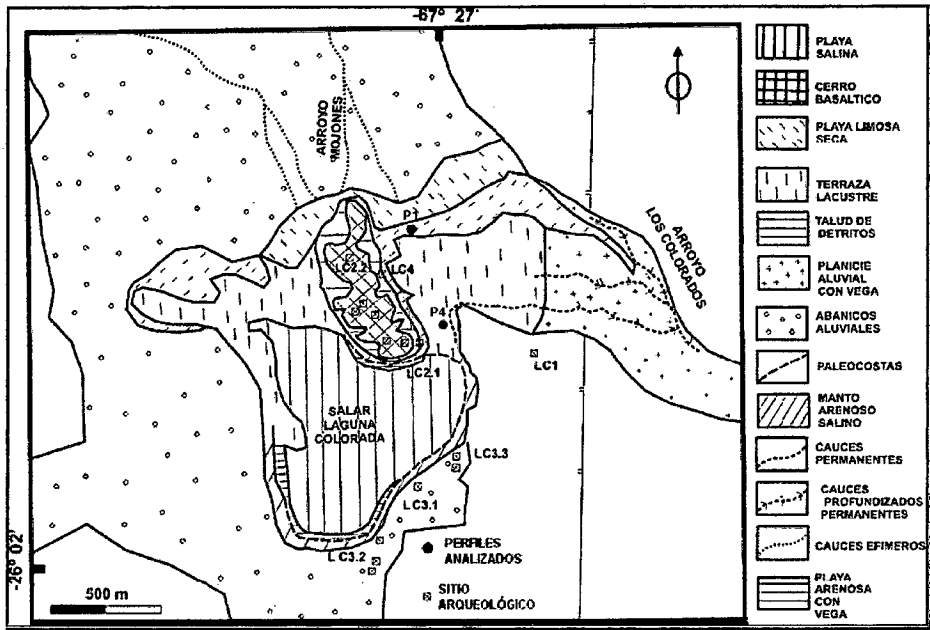 -67° 27'
ARROYO
MOJONES
P1
ARROYO
LOS COLORADOS
LC2.2
LC4
P4
LC1
LC2.1
SALAR
LAGUNA
COLORADA
LC3.3
LC3.1
LC3.2
-26° 02'
PERFILES
ANALIZADOS
SITIO
ARQUEOLÓGICO
500 m
PLAYA
SALINA
CERRO
BASALTICO
PLAYA LIMOSA
SECA
TERRAZA
LACUSTRE
TALUD DE
DETRITOS
PLANICIE
ALUVIAL
CON VEGA
ABANICOS
ALUVIALES
PALEOCOSTAS
MANTO
ARENOSO
SALINO
CAUCES
PERMANENTES
CAUCES
PROFUNDIZADOS
PERMANENTES
CAUCES EFIMEROS
PLAYA
ARENOSA
CON
VEGA